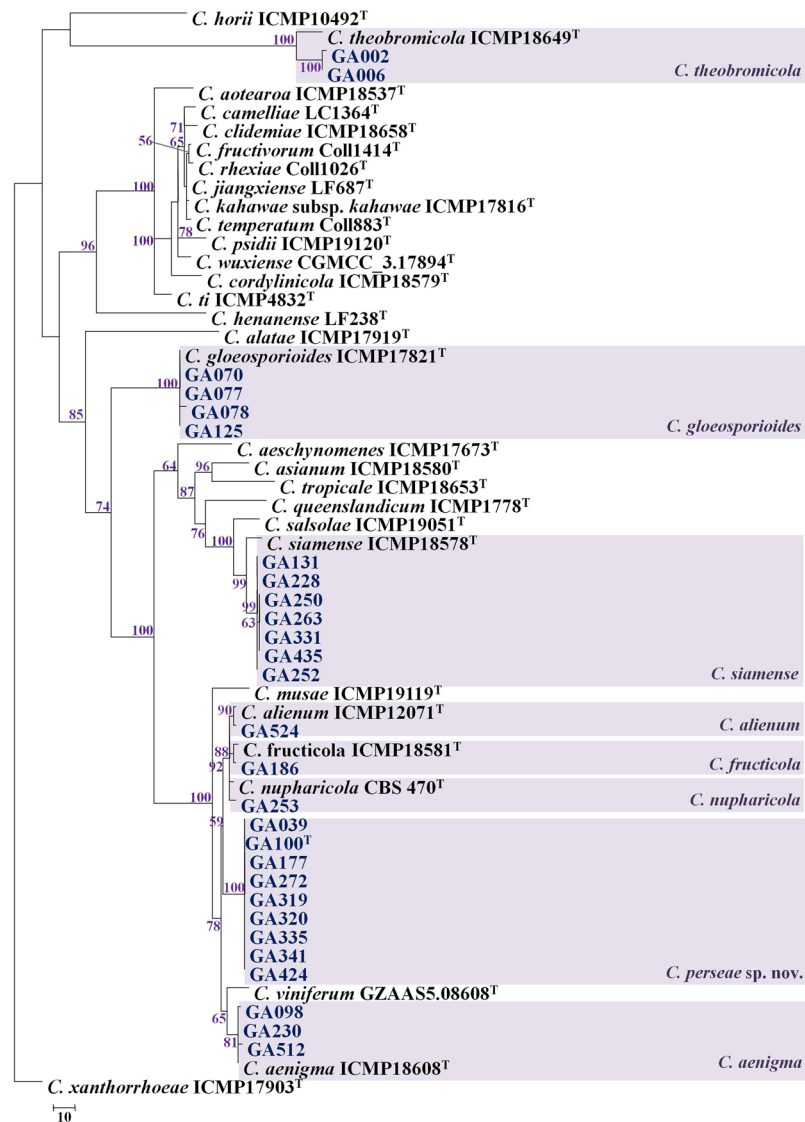 C. horii ICMP10492T
C. theobromicola ICMP18649T
100
GA002
100
GA006
C. theobromicola
C. aotearoa ICMP18537T
C. camelliae LC1364T
71
C. clidemiae ICMP18658T
56
65
C. fructivorum Coll1414T
C. rhexiae Coll1026T
C. jiangxiense LF687T
100
C. kahawae subsp. kahawae ICMP17816T
C. temperatum Coll883T
78
C. psidii ICMP19120T
100
96
C. wuxiense CGMCC_3.17894T
C. cordylinicola ICMP18579T
C. ti ICMP4832T
C. henanense LF238T
C. alatae ICMP17919T
C. gloeosporioides ICMP17821T
GA070
100
GA077
GA078
85
GA125
C. gloeosporioides
C. aeschynomenes ICMP17673T
64
96
C. asianum ICMP18580T
C. tropicale ICMP18653T
87
74
C. queenslandicum ICMP1778T
C. salsolae ICMP19051T
76
100
C. siamense ICMP18578T
GA131
99
GA228
GA250
99
GA263
63
100
GA331
GA435
GA252
C. siamense
C. musae ICMP19119T
90
C. alienum ICMP12071T
GA524
C. alienum
88
C. fructicola ICMP18581T
92
GA186
C. fructicola
C. nupharicola CBS 470T
100
GA253
C. nupharicola
59
GA039
GA100T
GA177
GA272
100
GA319
GA320
78
GA335
GA341
GA424
C. perseae sp. nov.
C. viniferum GZAAS5.08608T
GA098
65
GA230
81
GA512
C. aenigma ICMP18608T
C. aenigma
C. xanthorrhoeae ICMP17903T
10